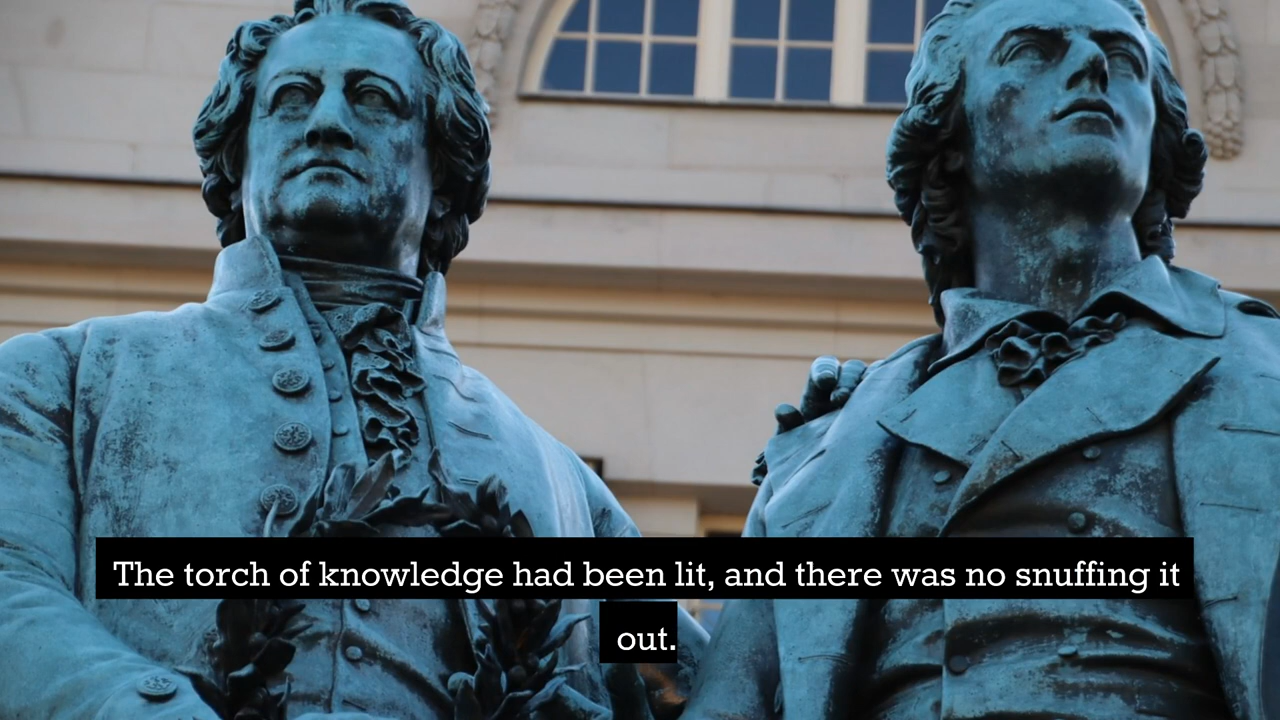 The torch of knowledge had been lit, and there was no snuffing it
out.